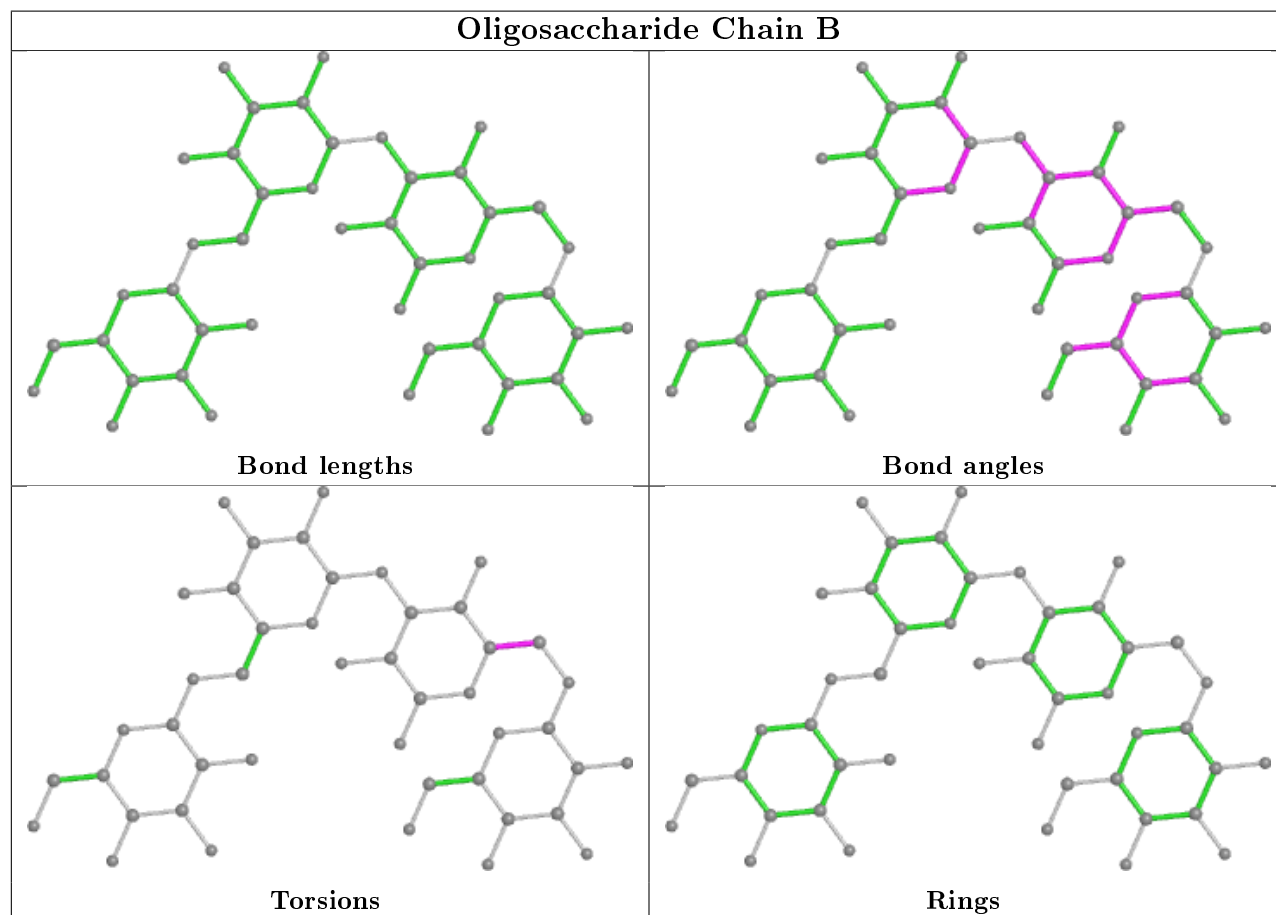 Oligosaccharide Chain B
Bond lengths
Bond angles
Torsions
Rings